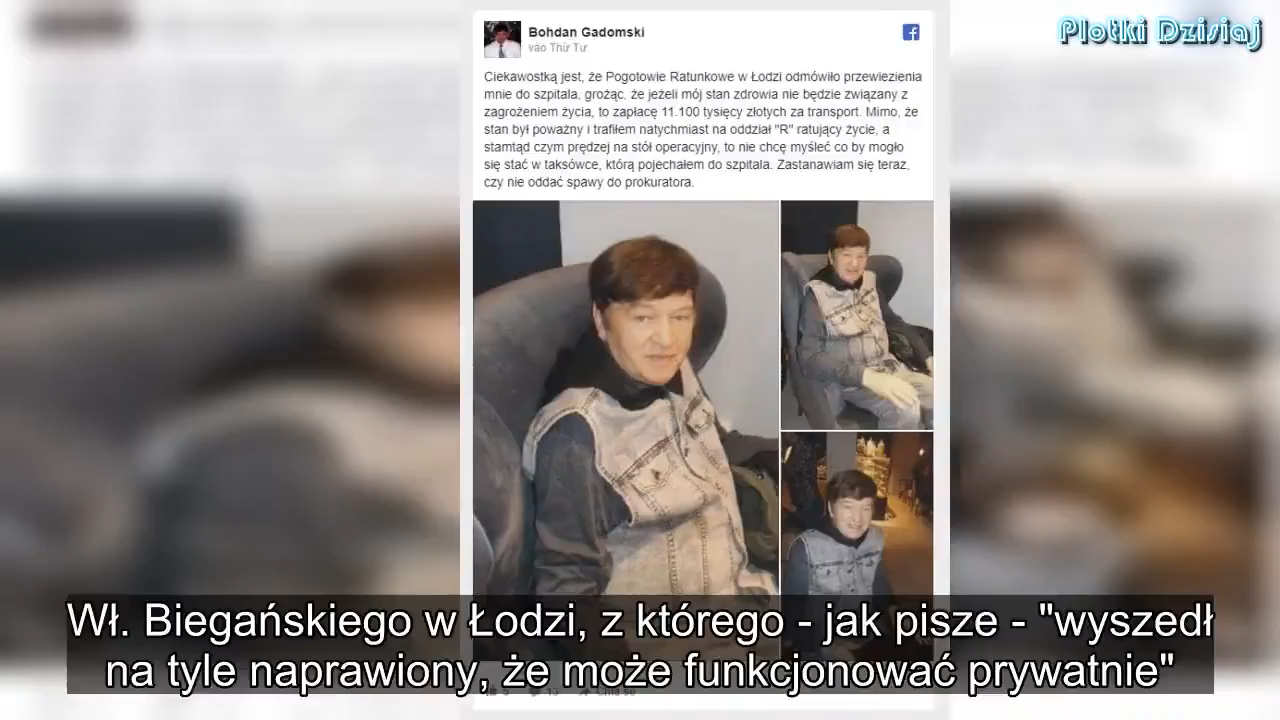 Plotki Dzisiaj
Bohdan Gadomski
vào Thứ Tư
Ciekawostką jest, że Pogotowie Ratunkowe w Łodzi odmówiło przewiezienia
mnie do szpitala, grożąc, że jeżeli mój stan zdrowia nie będzie związany z
zagrożeniem życia, to zapłacę 11.100 tysięcy złotych za transport. Mimo, że
stan był poważny i trafiłem natychmiast na oddział "R" ratujący życie, a
stamtąd czym prędzej na stół operacyjny, to nie chcę myśleć co by mogło
się stać w taksówce, którą pojechałem do szpitala. Zastanawiam się teraz,
czy nie oddać spawy do prokuratora.
Wł. Biegańskiego w Łodzi, z którego - jak pisze - "wyszedł
na tyle naprawiony, że może funkcjonować prywatnie"